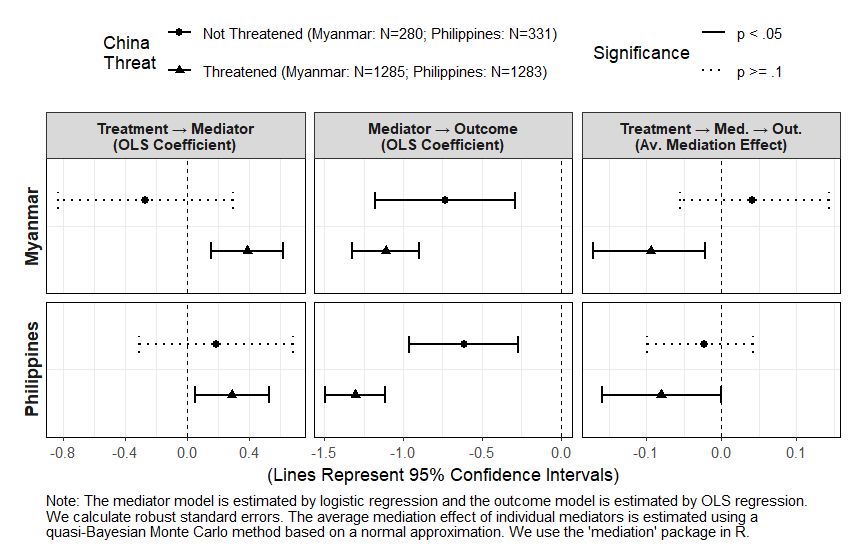 China
Threat
Not Threatened (Myanmar: N=280; Philippines: N=331)
Threatened (Myanmar: N=1285; Philippines: N=1283)
Significance
p < .05
p >= .1
Treatment → Mediator
(OLS Coefficient)
Mediator → Outcome
(OLS Coefficient)
Treatment → Med. → Out.
(Av. Mediation Effect)
Myanmar
Philippines
-0.8 -0.4 0.0 0.4
-1.5 -1.0 -0.5 0.0
-0.1 0.0 0.1
(Lines Represent 95% Confidence Intervals)
Note: The mediator model is estimated by logistic regression and the outcome model is estimated by OLS regression.
We calculate robust standard errors. The average mediation effect of individual mediators is estimated using a
quasi-Bayesian Monte Carlo method based on a normal approximation. We use the 'mediation' package in R.